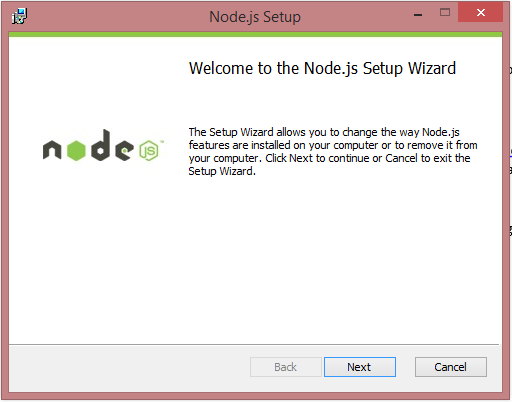 Node.js Setup
Welcome to the Node.js Setup Wizard
node
JS
™
The Setup Wizard allows you to change the way Node.js
features are installed on your computer or to remove it from
your computer. Click Next to continue or Cancel to exit the
Setup Wizard.
Back
Next
Cancel